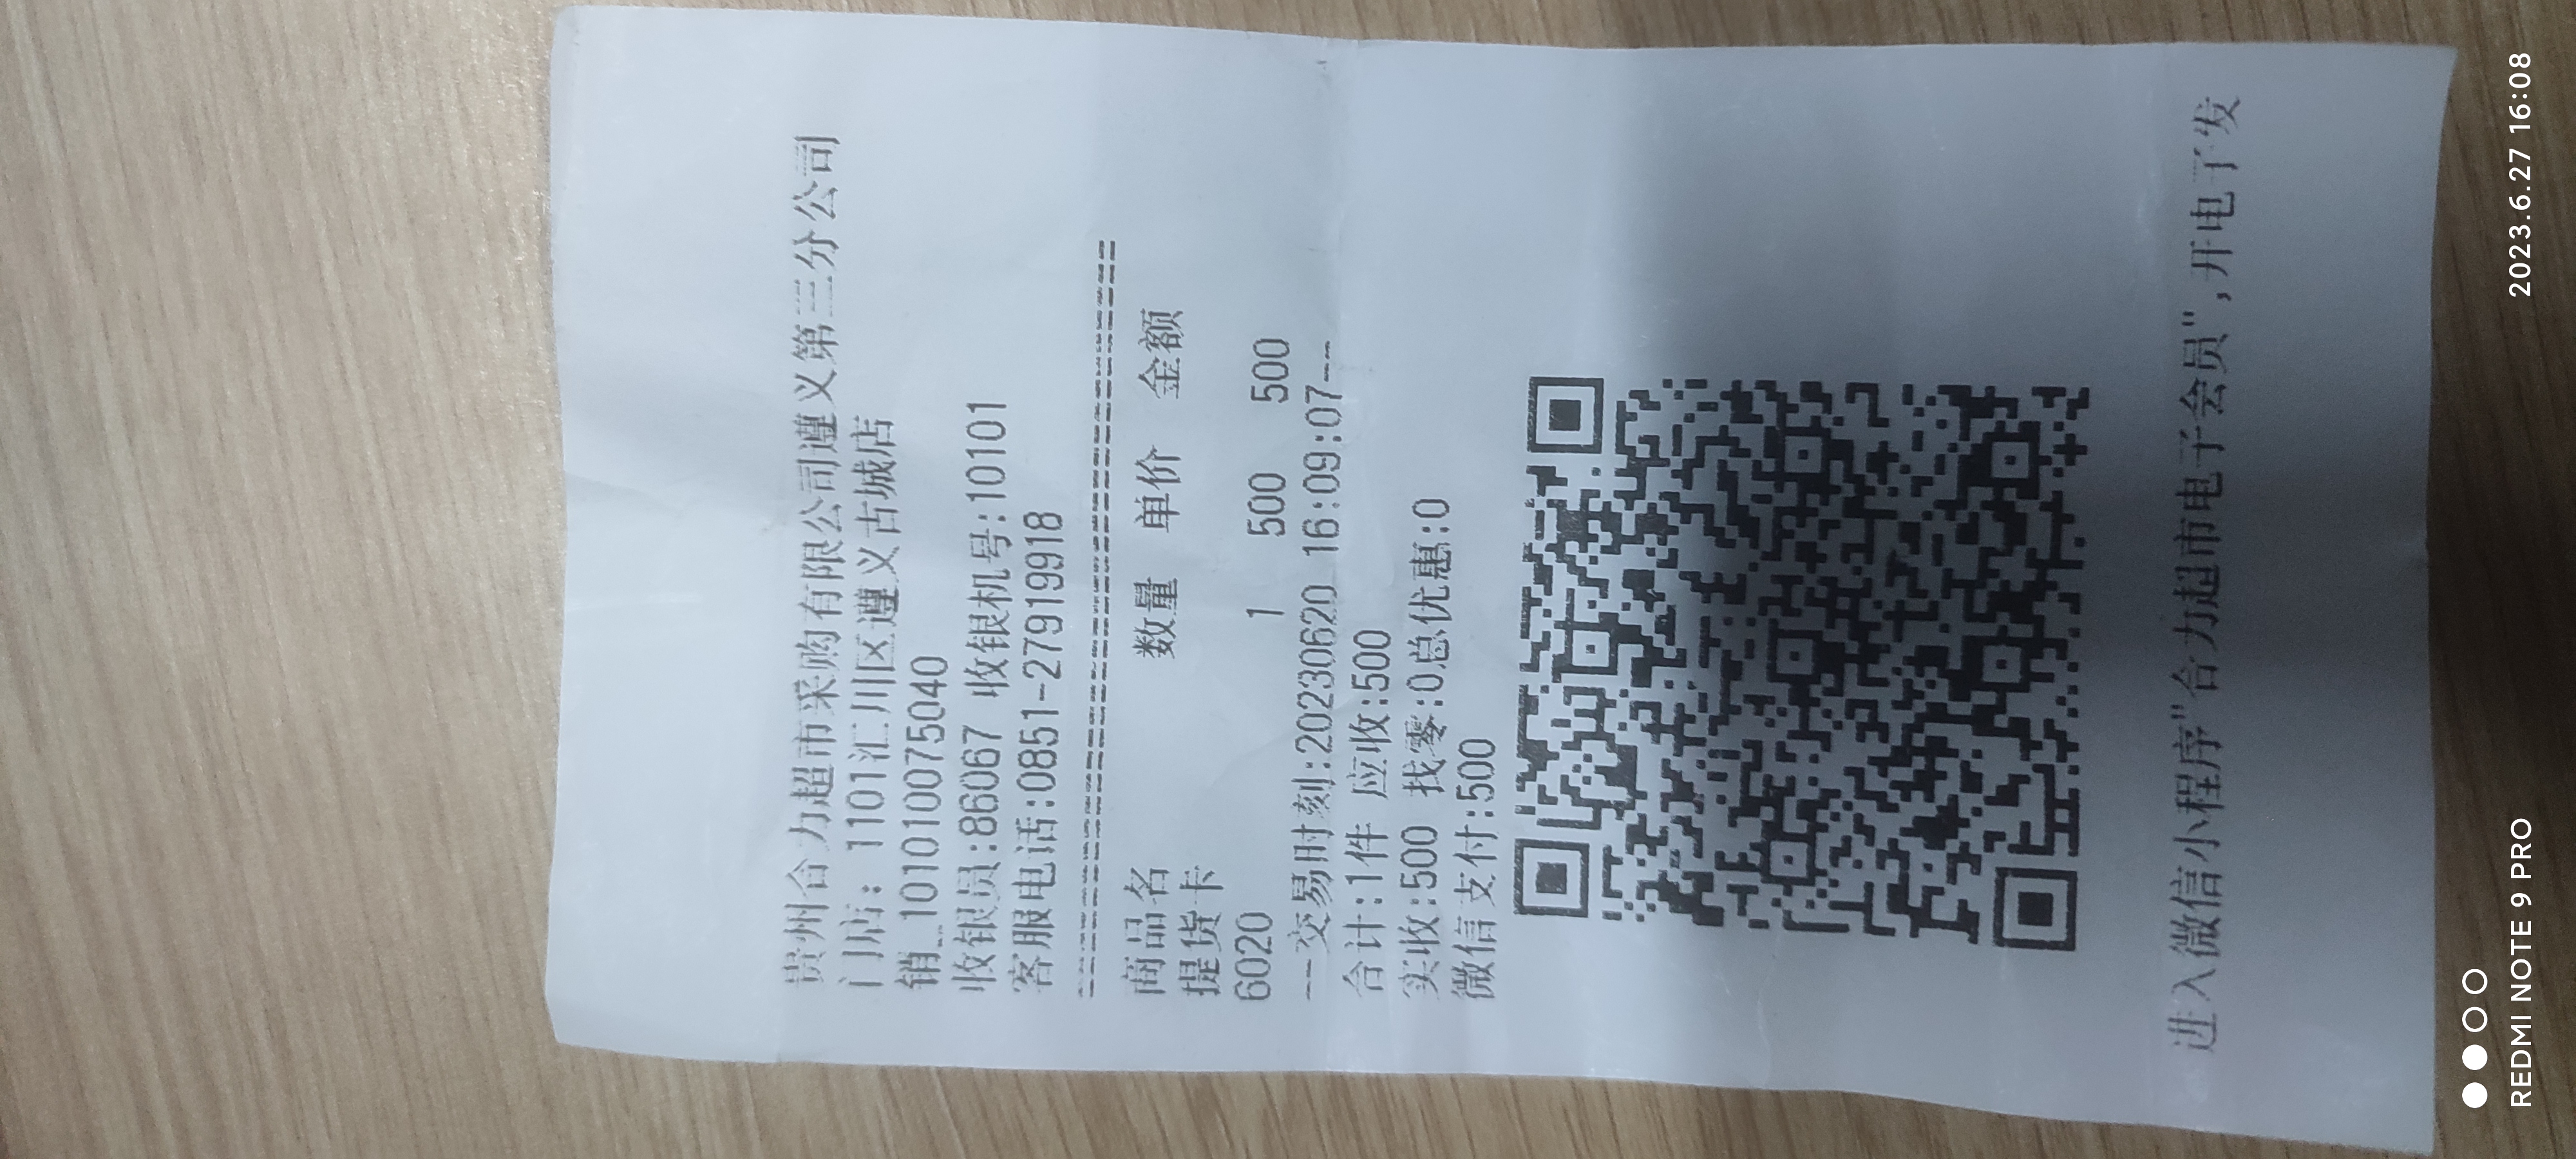 贵州合力超市采购有限公司遵义第三分公司
门店: 1101汇川区遵义古城店
销_101010075040
收银员:86067 收银机号:10101
客服电话:0851-27919918
商品名 数量 单价 金额
提货卡
6020 1 500 500
--交易时刻:20230620 16:09:07--
合计:1件 应收:500
实收:500 找零:0总优惠:0
微信支付:500
进入微信小程序"合力超市电子会员",开电子发
REDMI NOTE 9 PRO
2023.6.27 16:08